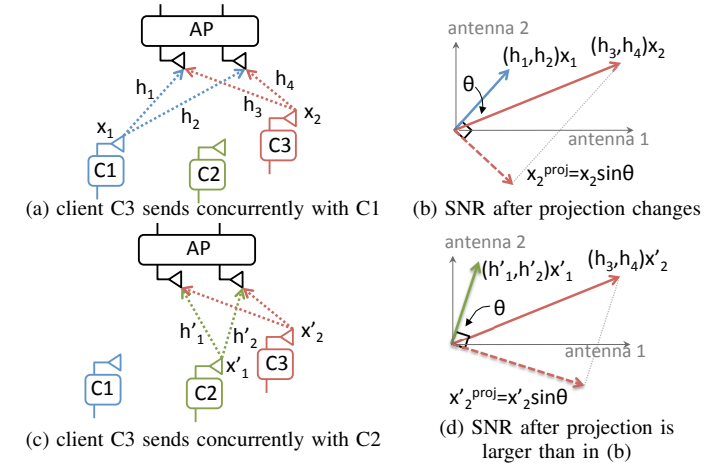 AP
h₁
h₂
h₄
h₃
x₁
x₂
C1
C2
C3
(a) client C3 sends concurrently with C1
antenna 2
(h₁,h₂)x₁
(h₃,h₄)x₂
θ
antenna 1
x₂ᵖʳᵒʲ=x₂sinθ
(b) SNR after projection changes
AP
h'₁
h'₂
x'₂
x'₁
C1
C2
C3
(c) client C3 sends concurrently with C2
antenna 2
(h'₁,h'₂)x'₁
(h₃,h₄)x'₂
θ
antenna 1
x'₂ᵖʳᵒʲ=x'₂sinθ
(d) SNR after projection is
larger than in (b)